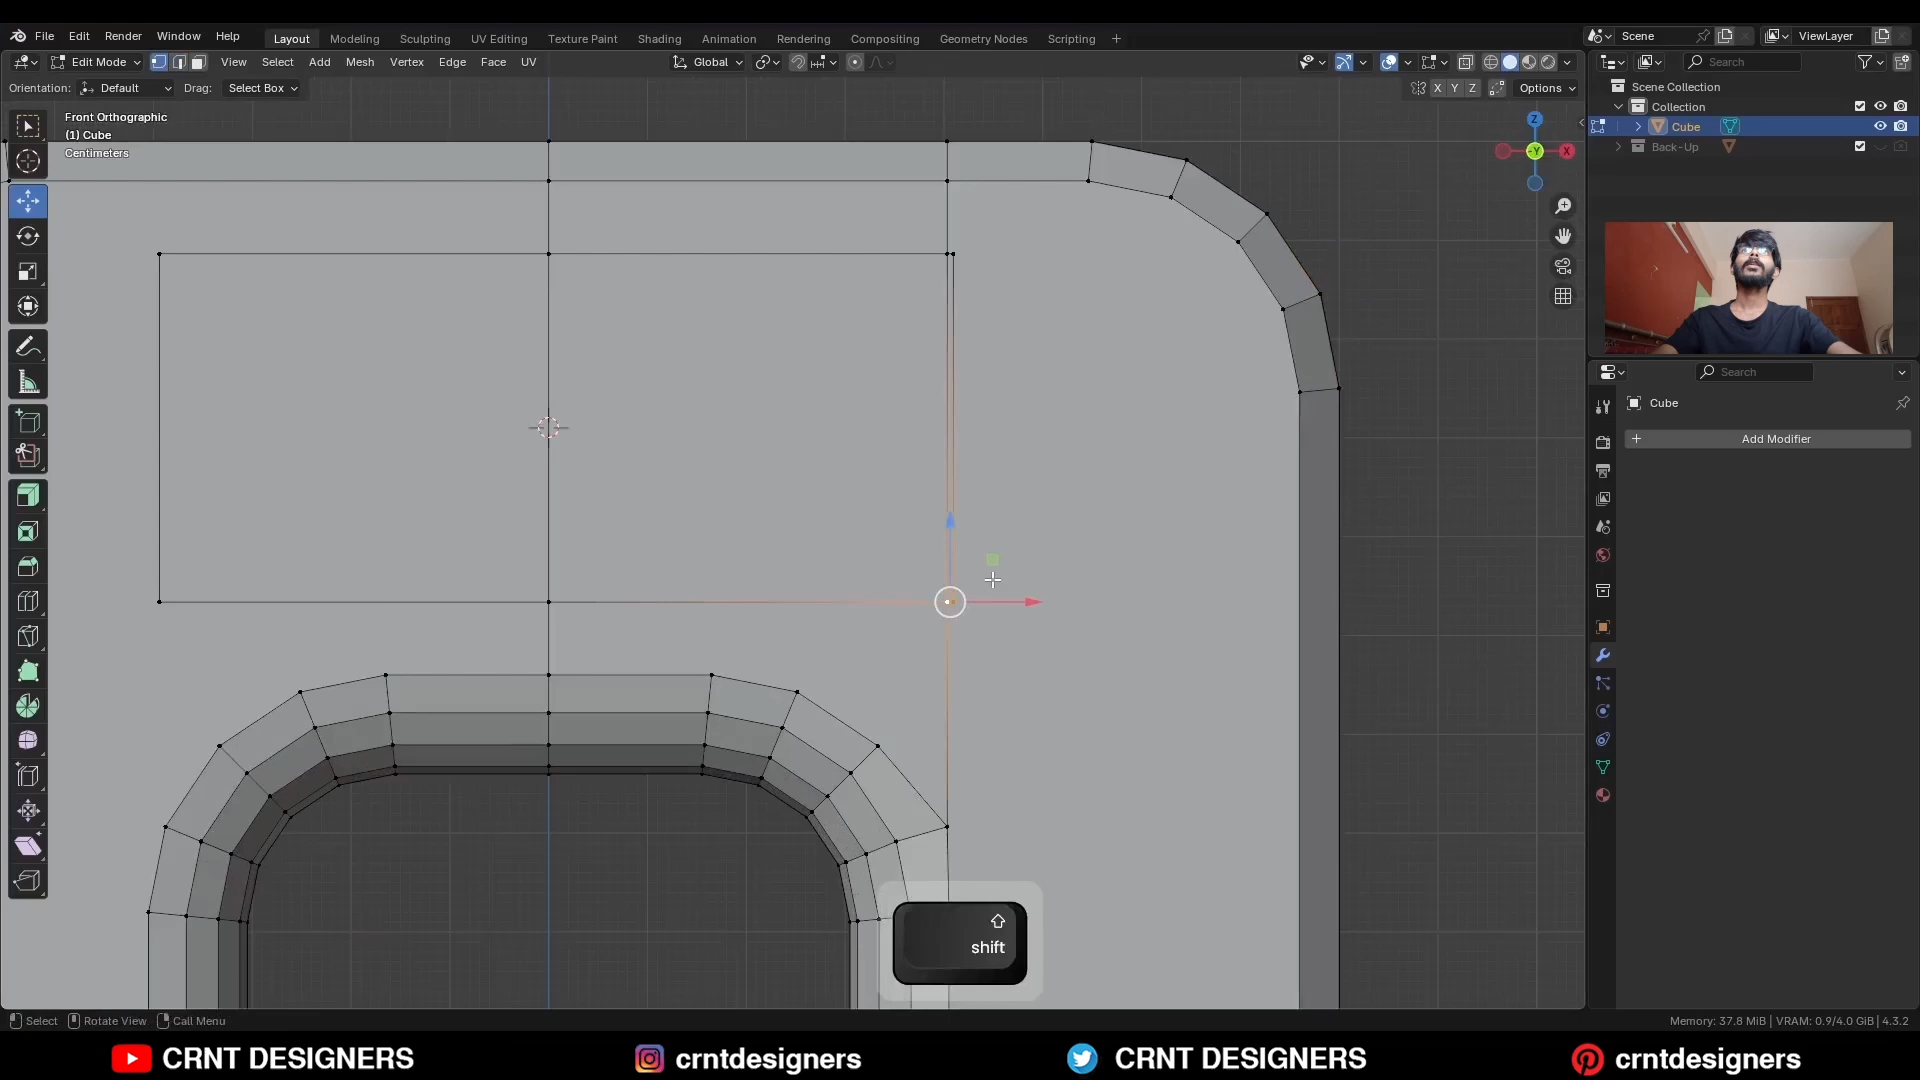 File Edit Render Window Help Layout Modeling Sculpting UV Editing Texture Paint Shading Animation Rendering Compositing Geometry Nodes Scripting + Scene ViewLayer
Edit Mode View Select Add Mesh Vertex Edge Face UV Global Search
Orientation: Default Drag: Select Box X Y Z Options
Scene Collection
Collection
Cube
Back-Up
Front Orthographic
(1) Cube
Centimeters
Z
-Y
X
Search
Cube
+ Add Modifier
shift
Select Rotate View Call Menu Memory: 37.8 MiB | VRAM: 0.9/4.0 GiB | 4.3.2
CRNT DESIGNERS crntdesigners CRNT DESIGNERS crntdesigners